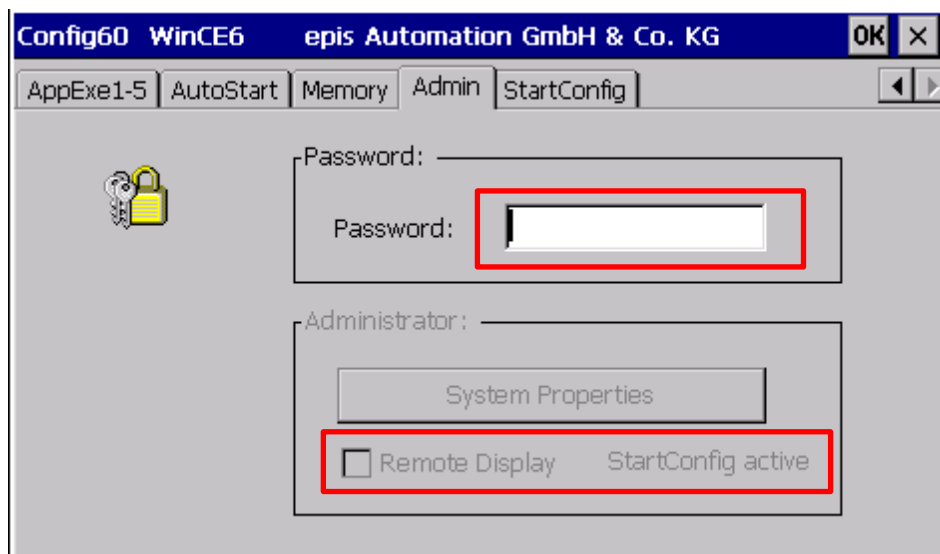 Config60 WinCE6 epis Automation GmbH & Co. KG OK ×
AppExe1-5 AutoStart Memory Admin StartConfig
Password:
Password:
Administrator:
System Properties
Remote Display StartConfig active